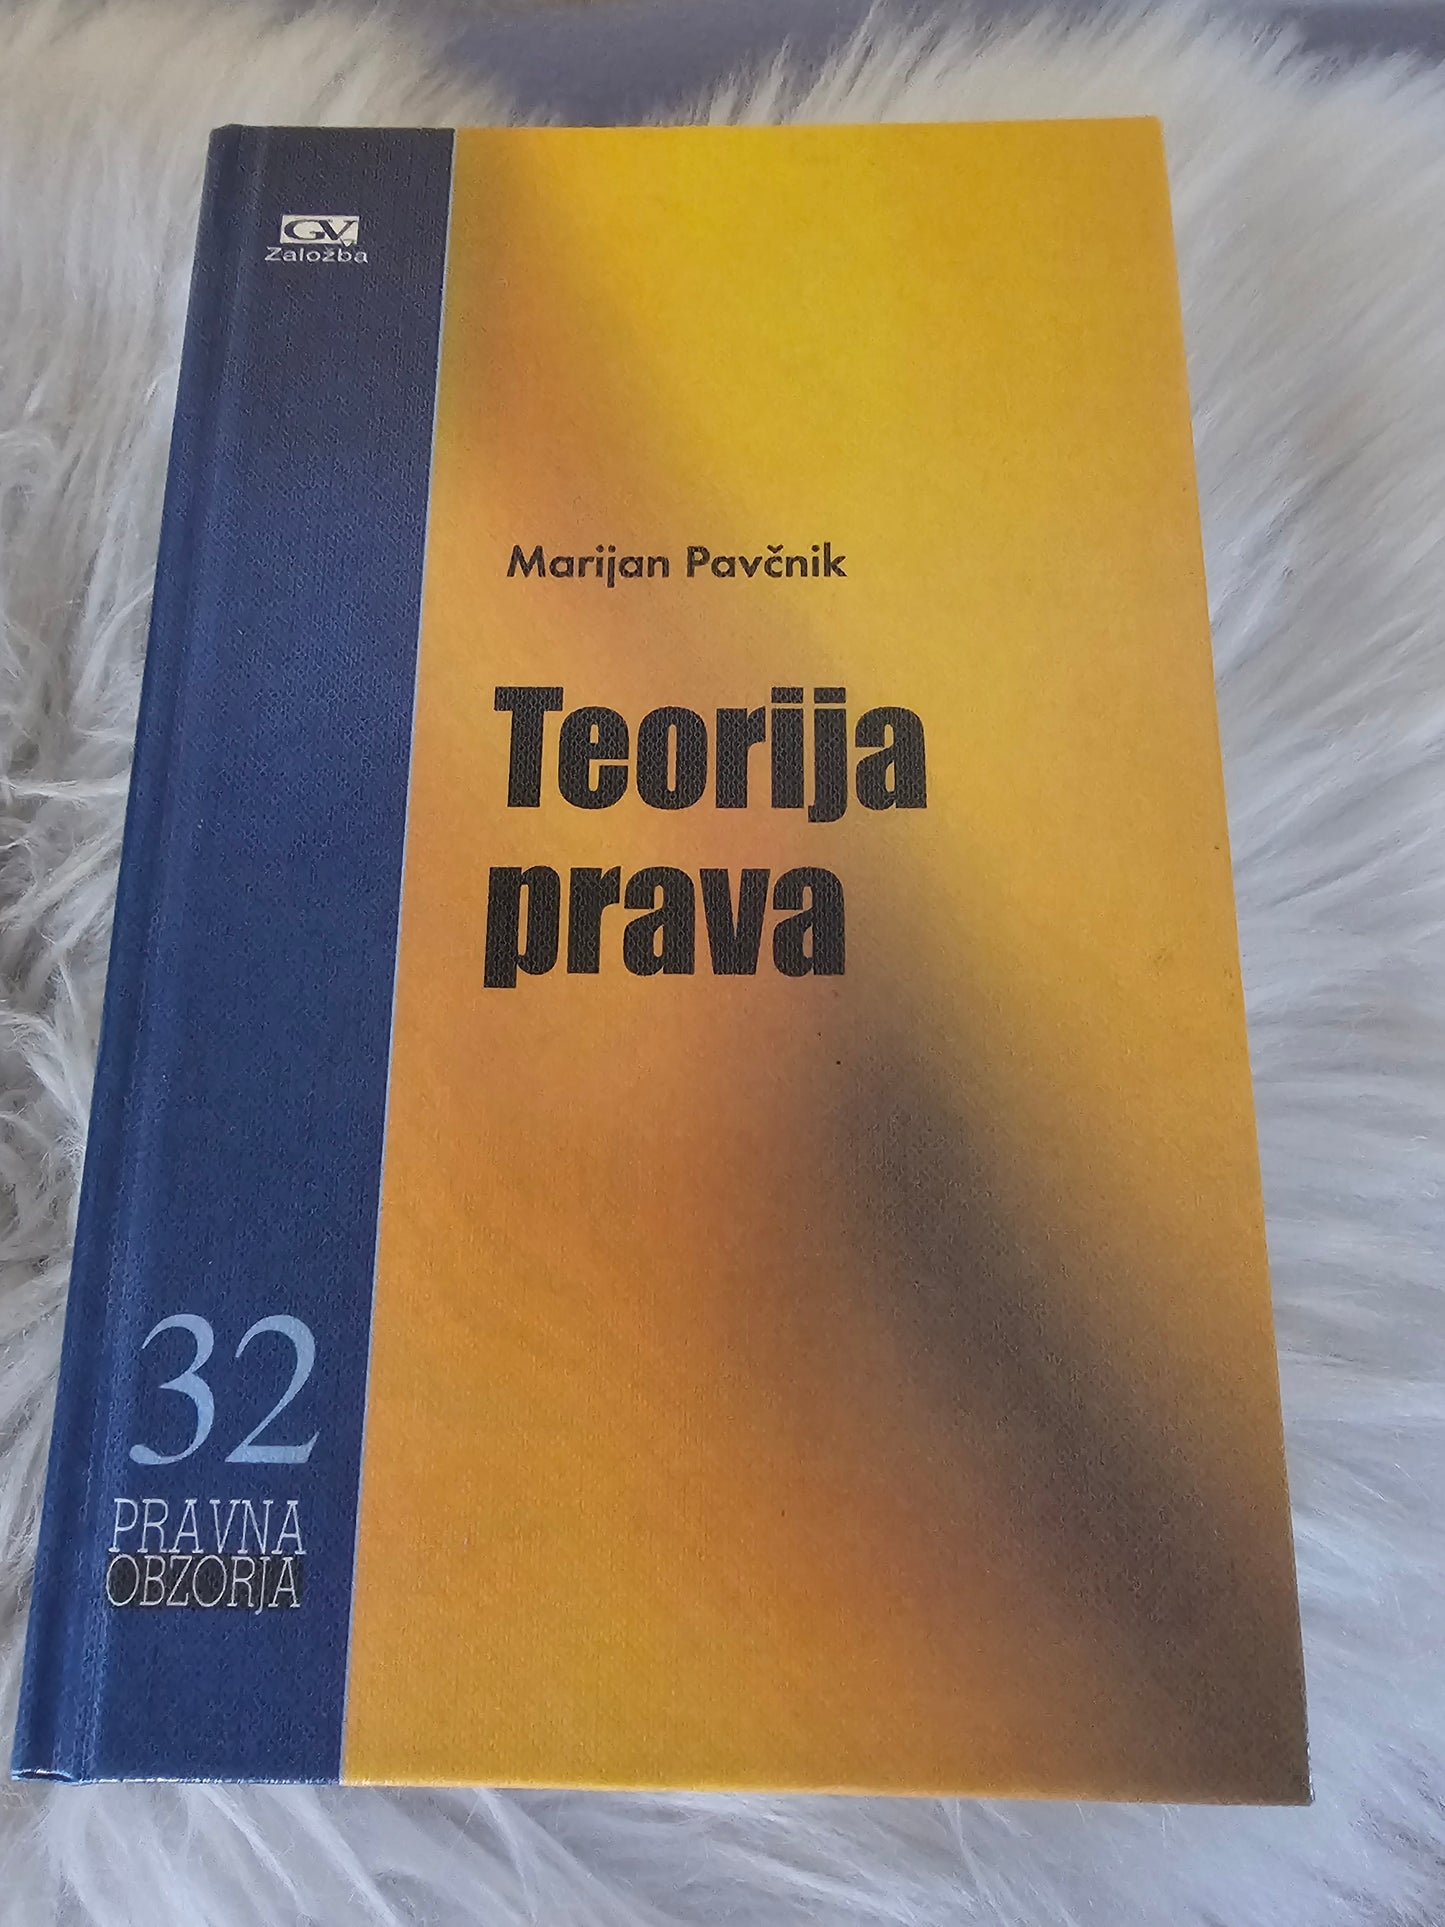 GV
Založba
Marijan Pavčnik
Teorija
prava
32
PRAVNA
OBZORJA